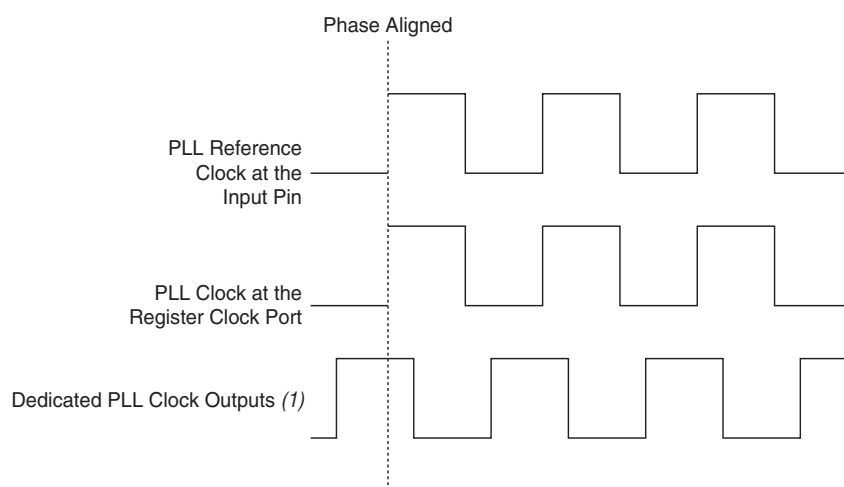 Phase Aligned
PLL Reference
Clock at the
Input Pin
PLL Clock at the
Register Clock Port
Dedicated PLL Clock Outputs (1)